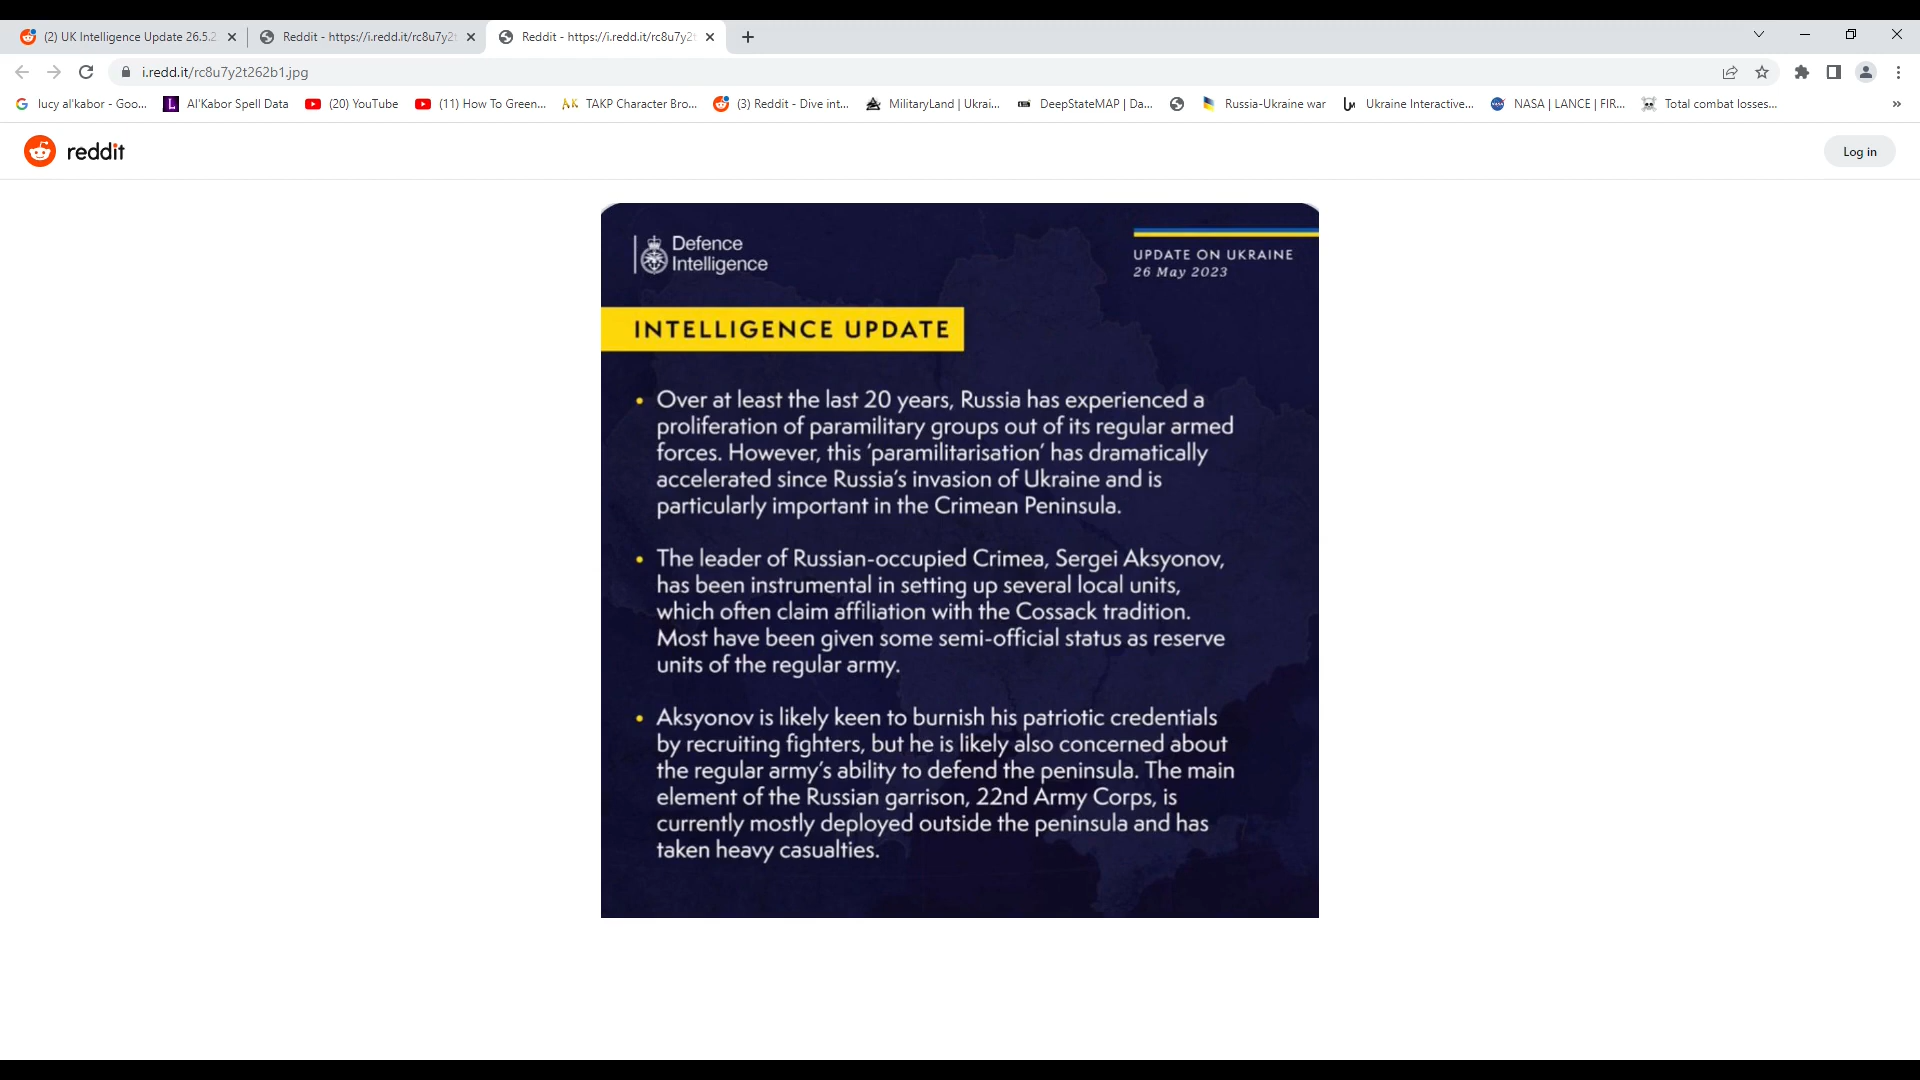 (2) UK Intelligence Update 26.5.2
Reddit - https://i.redd.it/rc8u7y2t
Reddit - https://i.redd.it/rc8u7y2t
i.redd.it/rc8u7y2t262b1.jpg
lucy al'kabor - Goo...
Al'Kabor Spell Data
(20) YouTube
(11) How To Green...
TAKP Character Bro...
(3) Reddit - Dive int...
MilitaryLand | Ukrai...
DeepStateMAP | Da...
Russia-Ukraine war
Ukraine Interactive...
NASA | LANCE | FIR...
Total combat losses...
reddit
Log in
Defence
Intelligence
UPDATE ON UKRAINE
26 May 2023
INTELLIGENCE UPDATE
• Over at least the last 20 years, Russia has experienced a
proliferation of paramilitary groups out of its regular armed
forces. However, this ‘paramilitarisation’ has dramatically
accelerated since Russia’s invasion of Ukraine and is
particularly important in the Crimean Peninsula.
• The leader of Russian-occupied Crimea, Sergei Aksyonov,
has been instrumental in setting up several local units,
which often claim affiliation with the Cossack tradition.
Most have been given some semi-official status as reserve
units of the regular army.
• Aksyonov is likely keen to burnish his patriotic credentials
by recruiting fighters, but he is likely also concerned about
the regular army’s ability to defend the peninsula. The main
element of the Russian garrison, 22nd Army Corps, is
currently mostly deployed outside the peninsula and has
taken heavy casualties.